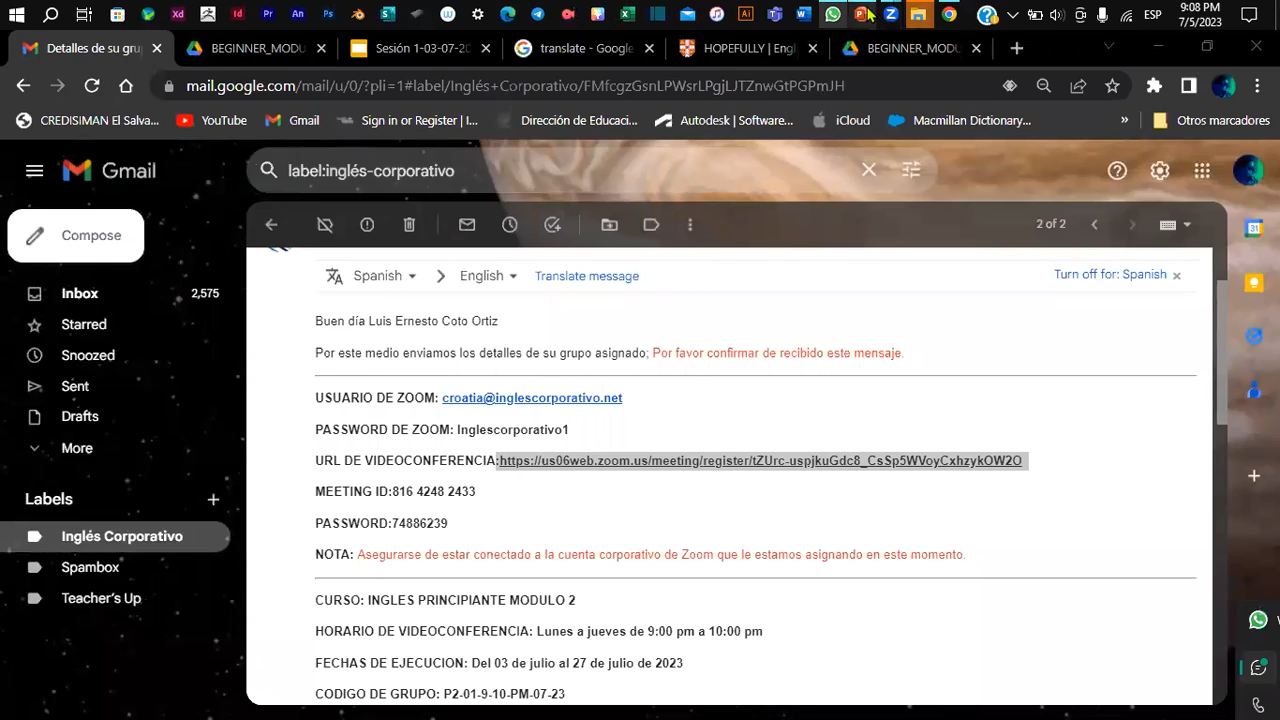 9:08 PM
ESP
7/5/2023
Detalles de su gru
BEGINNER_MODU
Sesión 1-03-07-20
translate - Google
HOPEFULLY | Engl
BEGINNER_MODU
mail.google.com/mail/u/0/?pli=1#label/Inglés+Corporativo/FMfcgzGsnLPWsrLPgjLJTZnwGtPGPmJH
CREDISIMAN El Salva...
YouTube
Gmail
Sign in or Register | I...
Dirección de Educaci...
Autodesk | Software...
iCloud
Macmillan Dictionary...
»
Otros marcadores
Gmail
label:inglés-corporativo
Compose
2 of 2
Inbox 2,575
Starred
Snoozed
Sent
Drafts
More
Labels
Inglés Corporativo
Spambox
Teacher's Up
Spanish
English
Translate message
Turn off for: Spanish ×
Buen día Luis Ernesto Coto Ortiz
Por este medio enviamos los detalles de su grupo asignado; Por favor confirmar de recibido este mensaje.
USUARIO DE ZOOM: croatia@inglescorporativo.net
PASSWORD DE ZOOM: Inglescorporativo1
URL DE VIDEOCONFERENCIA:https://us06web.zoom.us/meeting/register/tZUrc-uspjkuGdc8_CsSp5WVoyCxhzykOW2O
MEETING ID:816 4248 2433
PASSWORD:74886239
NOTA: Asegurarse de estar conectado a la cuenta corporativo de Zoom que le estamos asignando en este momento.
CURSO: INGLES PRINCIPIANTE MODULO 2
HORARIO DE VIDEOCONFERENCIA: Lunes a jueves de 9:00 pm a 10:00 pm
FECHAS DE EJECUCION: Del 03 de julio al 27 de julio de 2023
CODIGO DE GRUPO: P2-01-9-10-PM-07-23